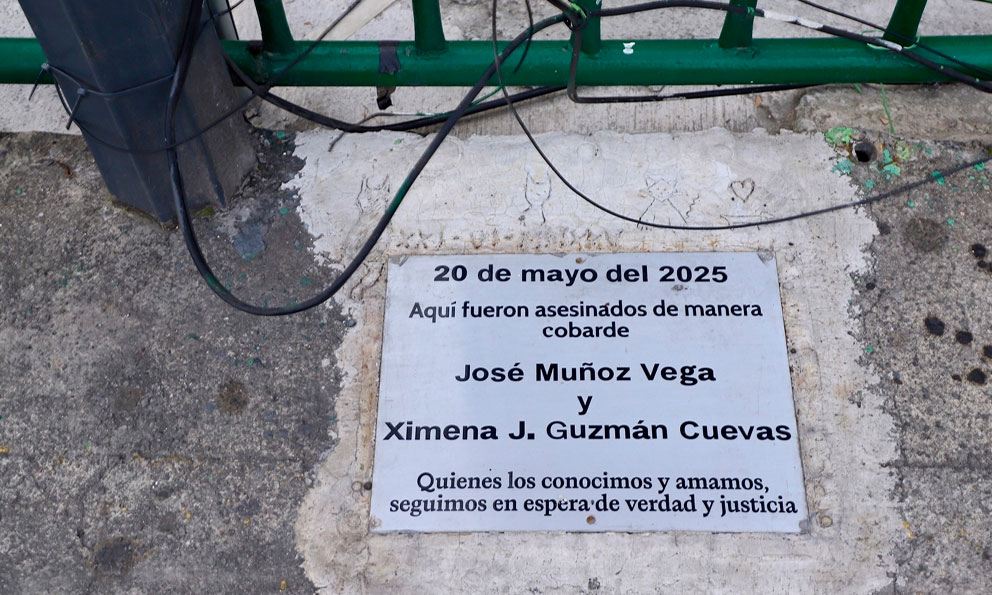 20 de mayo del 2025
Aquí fueron asesinados de manera
cobarde
José Muñoz Vega
y
Ximena J. Guzmán Cuevas
Quienes los conocimos y amamos,
seguimos en espera de verdad y justicia